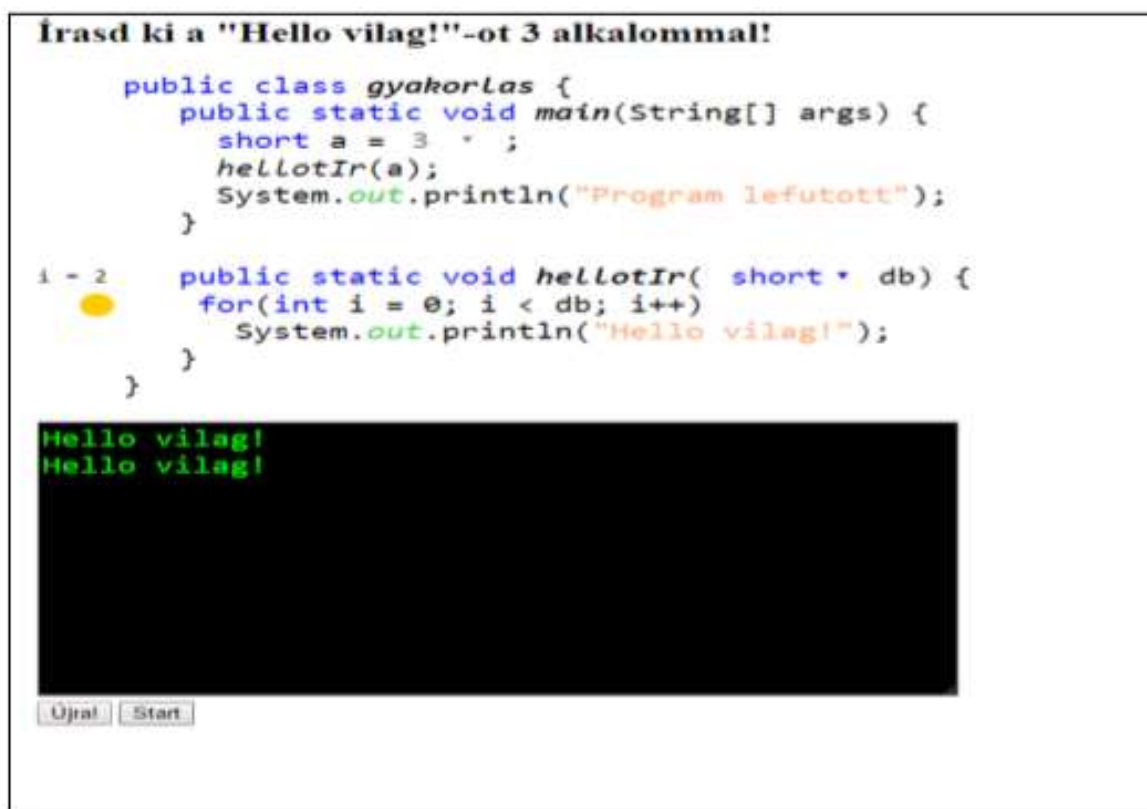 Írasd ki a "Hello vilag!"-ot 3 alkalommal!
public class gyakorlas {
public static void main(String[] args) {
short a = 3 ;
hellotIr(a);
System.out.println("Program lefutott");
}
i = 2
public static void hellotIr( short db) {
for(int i = 0; i < db; i++)
System.out.println("Hello vilag!");
}
}
Hello vilag!
Hello vilag!
Újra! Start